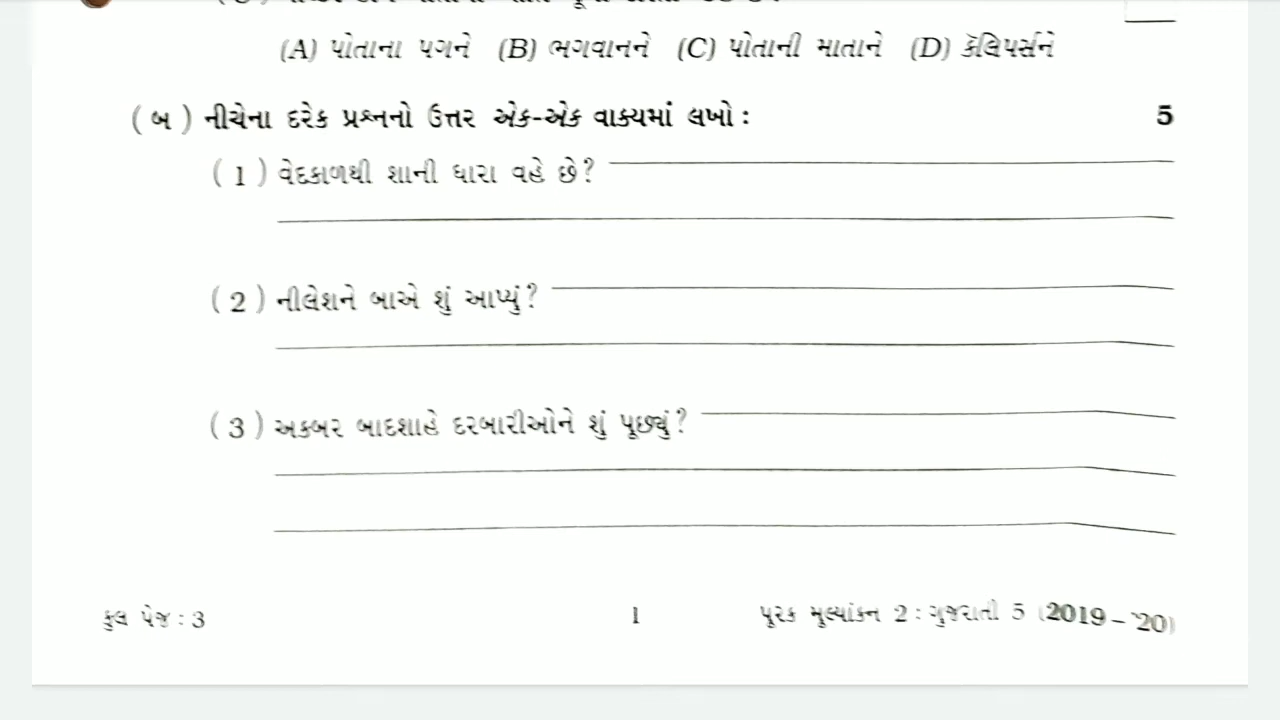 (A) પોતાના પગને (B) ભગવાનને (C) પોતાની માતાને (D) કૅલિપર્સને
( બ ) નીચેના દરેક પ્રશ્નનો ઉત્તર એક-એક વાક્યમાં લખો : 5
( 1 ) વેદકાળથી શાની ધારા વહે છે?
( 2 ) નીલેશને બાએ શું આપ્યું?
( 3 ) અકબર બાદશાહે દરબારીઓને શું પૂછ્યું?
કુલ પેજ : 3 1 પૂરક મુલ્યાંકન 2 : ગુજરાતી 5 (2019 – '20)